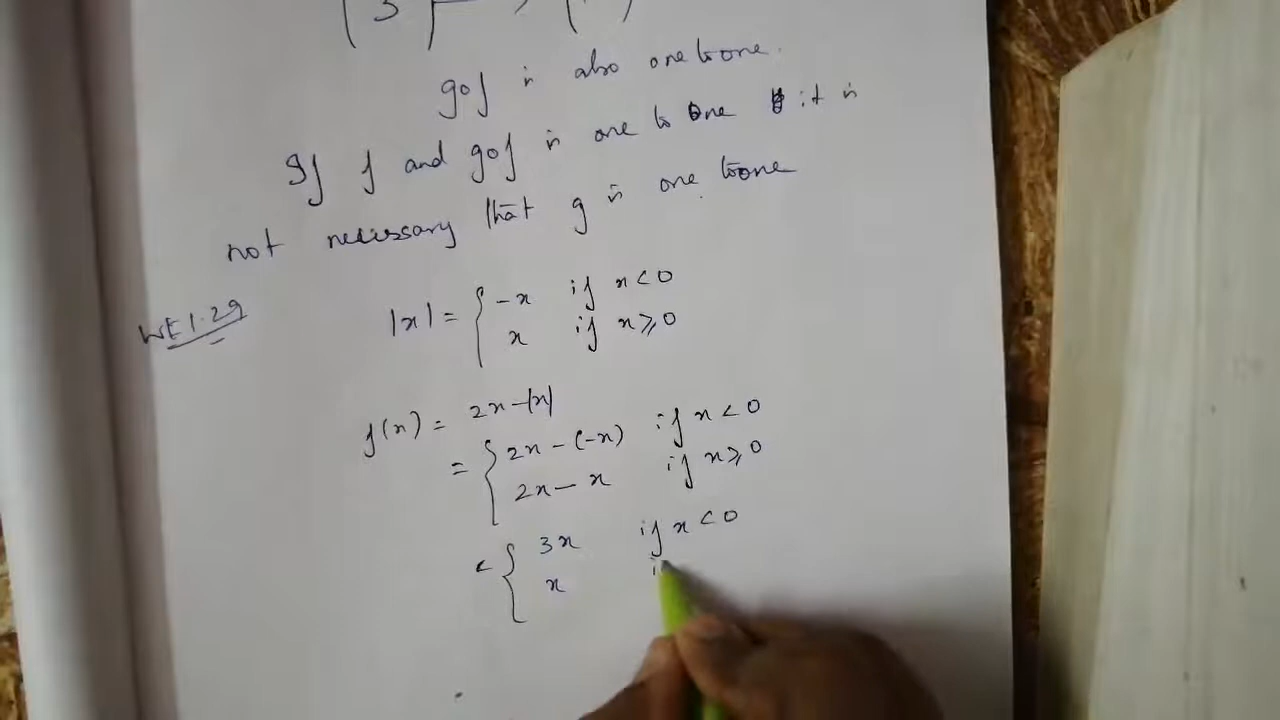 gof is also one to one.
If f and gof is one to one it is
not necessary that g is one to one
WE 1.29
|x| = { -x if x < 0
x if x ≥ 0
f(x) = 2x - |x|
= { 2x - (-x) if x < 0
2x - x if x ≥ 0
{ 3x if x < 0
x i